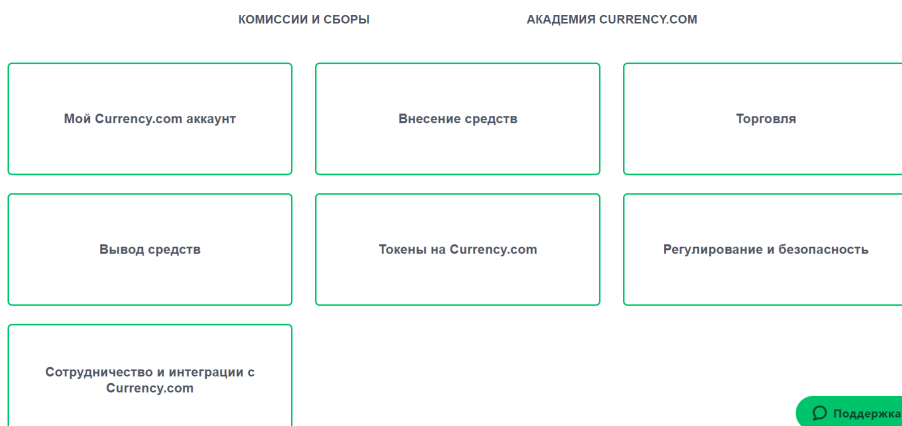 КОМИССИИ И СБОРЫ
АКАДЕМИЯ CURRENCY.COM
Мой Currency.com аккаунт
Внесение средств
Торговля
Вывод средств
Токены на Currency.com
Регулирование и безопасность
Сотрудничество и интеграции с
Currency.com
Поддержка